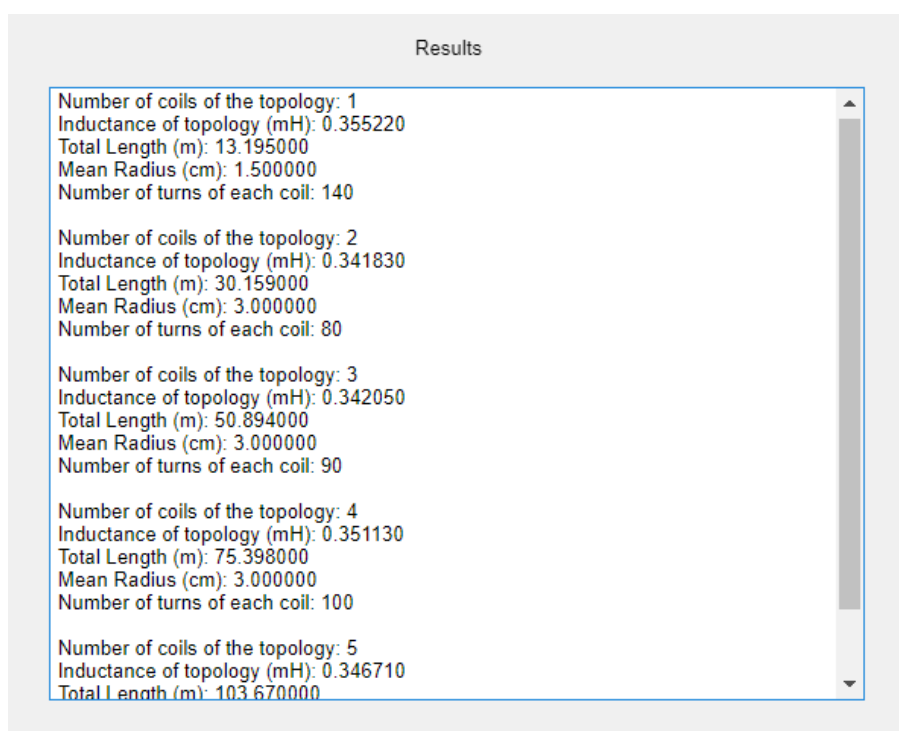 Results
Number of coils of the topology: 1
Inductance of topology (mH): 0.355220
Total Length (m): 13.195000
Mean Radius (cm): 1.500000
Number of turns of each coil: 140
Number of coils of the topology: 2
Inductance of topology (mH): 0.341830
Total Length (m): 30.159000
Mean Radius (cm): 3.000000
Number of turns of each coil: 80
Number of coils of the topology: 3
Inductance of topology (mH): 0.342050
Total Length (m): 50.894000
Mean Radius (cm): 3.000000
Number of turns of each coil: 90
Number of coils of the topology: 4
Inductance of topology (mH): 0.351130
Total Length (m): 75.398000
Mean Radius (cm): 3.000000
Number of turns of each coil: 100
Number of coils of the topology: 5
Inductance of topology (mH): 0.346710
Total Length (m): 103.670000